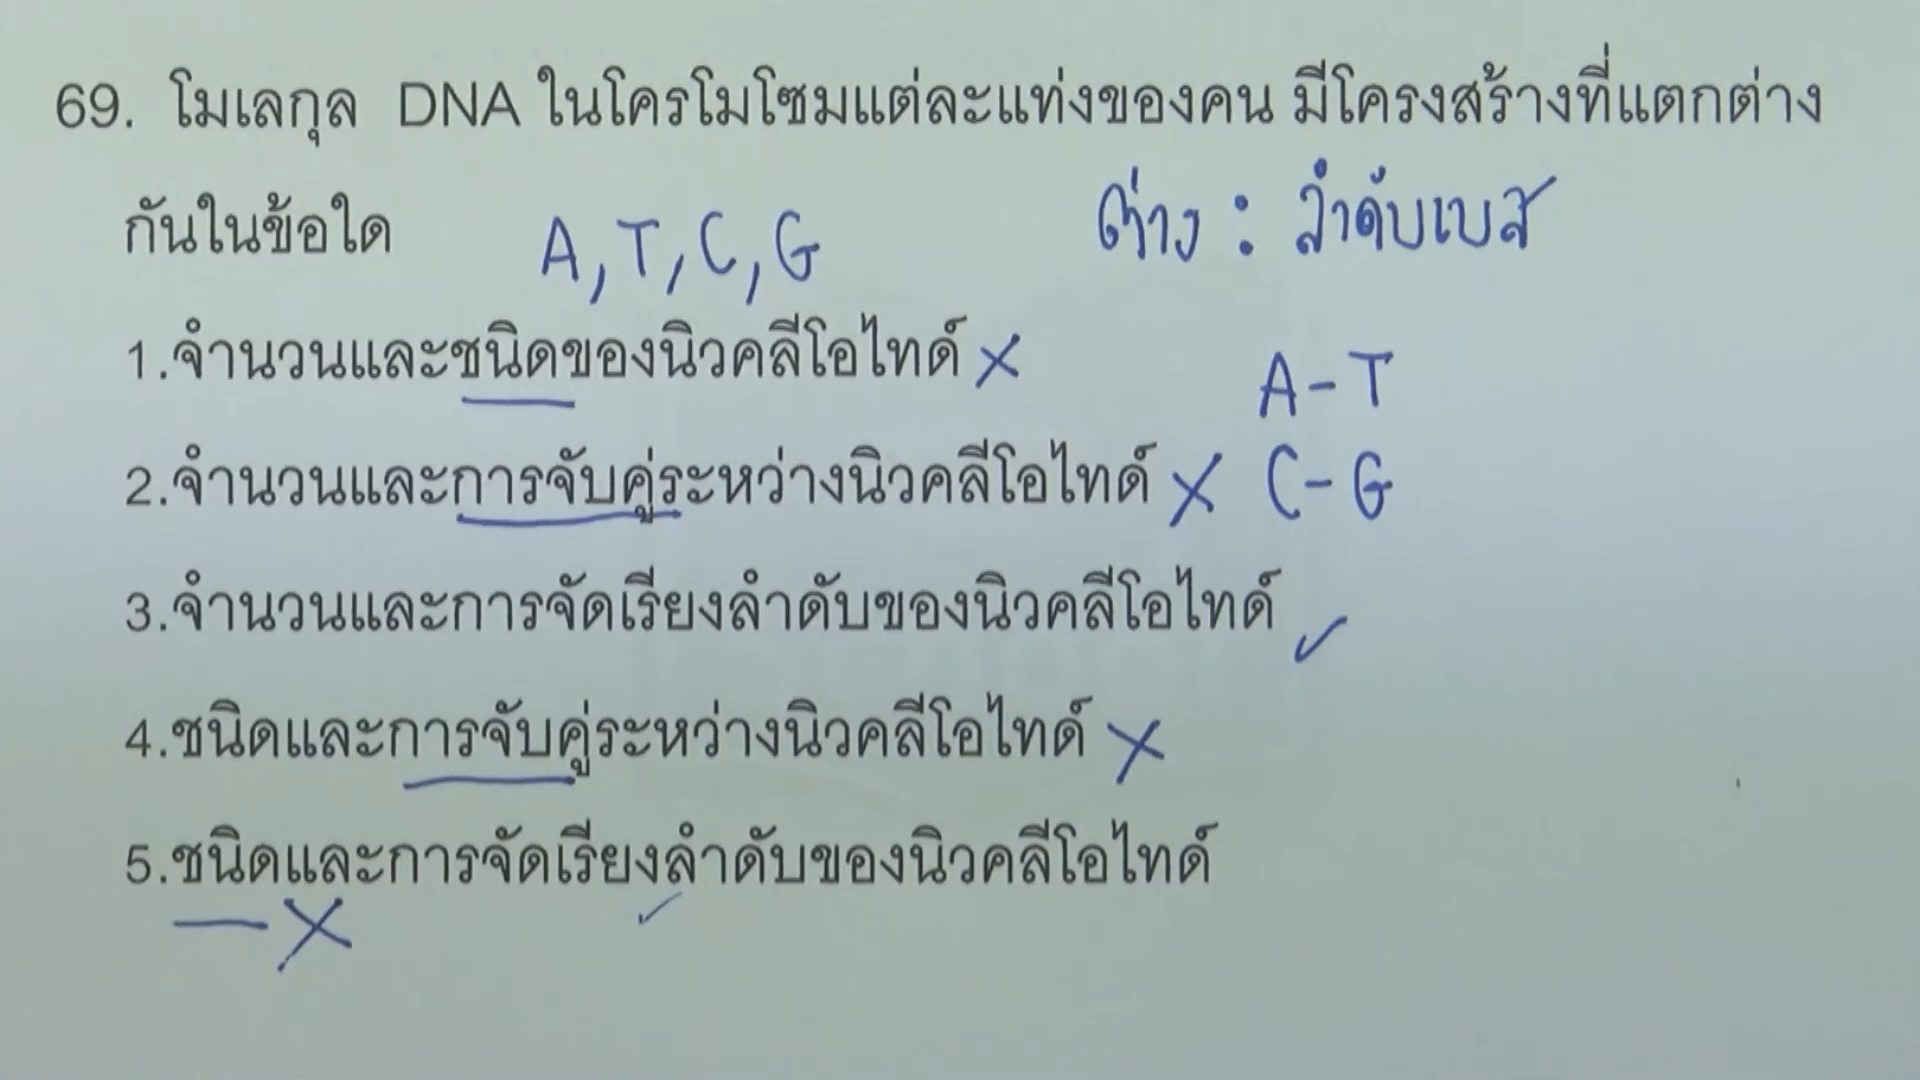 69. โมเลกุล DNA ในโครโมโซมแต่ละแท่งของคน มีโครงสร้างที่แตกต่าง
กันในข้อใด
A, T, C, G
ต่าง : ลำดับเบส
1.จำนวนและชนิดของนิวคลีโอไทด์ ×
A-T
2.จำนวนและการจับคู่ระหว่างนิวคลีโอไทด์ ×
C-G
3.จำนวนและการจัดเรียงลำดับของนิวคลีโอไทด์ ✓
4.ชนิดและการจับคู่ระหว่างนิวคลีโอไทด์ ×
5.ชนิดและการจัดเรียงลำดับของนิวคลีโอไทด์
× ✓